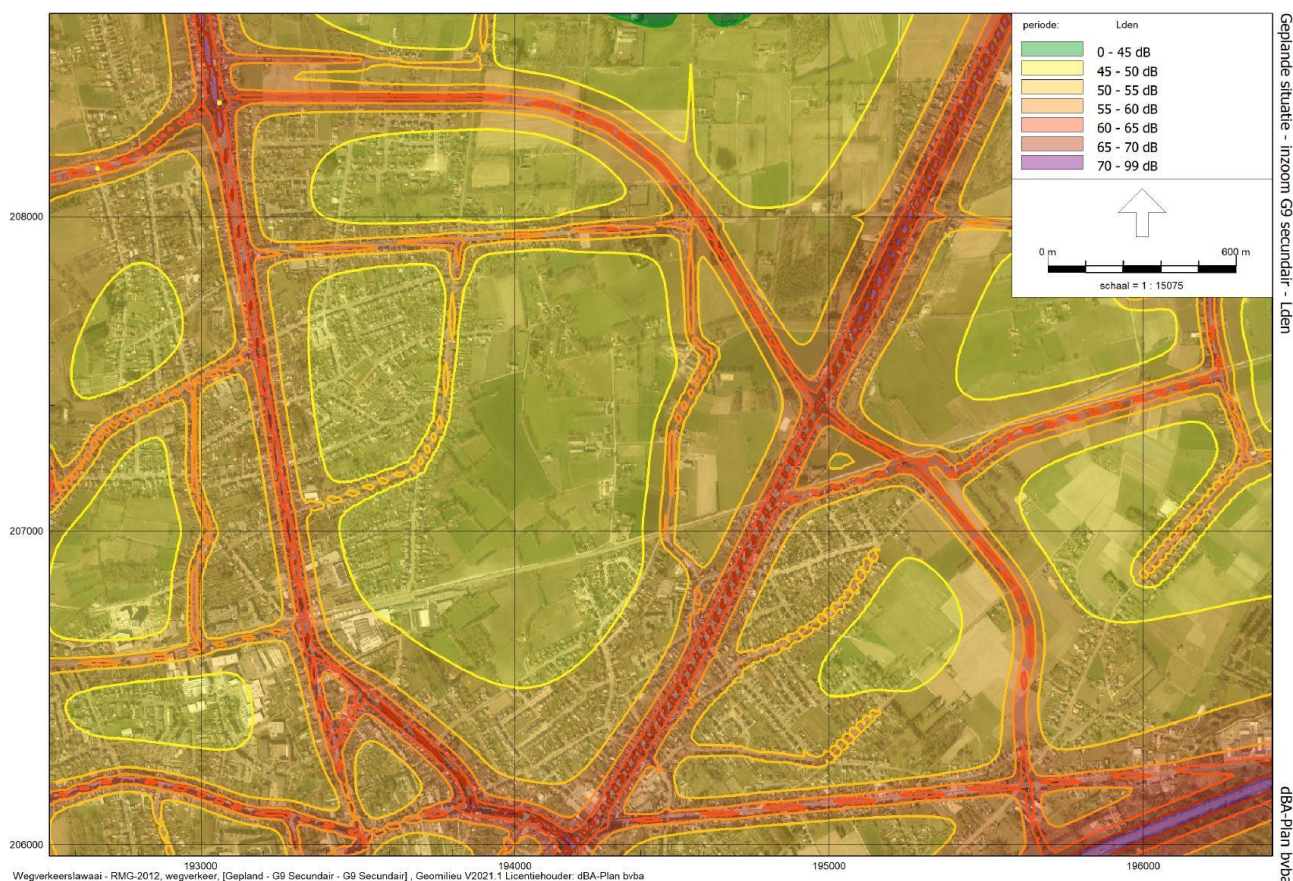 periode: Lden
0 - 45 dB
45 - 50 dB
50 - 55 dB
55 - 60 dB
60 - 65 dB
65 - 70 dB
70 - 99 dB
0 m 600 m
schaal = 1 : 15075
Geplande situatie - inzoom G9 secundair - Lden
208000
207000
206000
193000 194000 195000 196000
dBA-Plan bvba
Wegverkeerslawaai - RMG-2012, wegverkeer, [Gepland - G9 Secundair - G9 Secundair] , Geomilieu V2021.1 Licentiehouder: dBA-Plan bvba